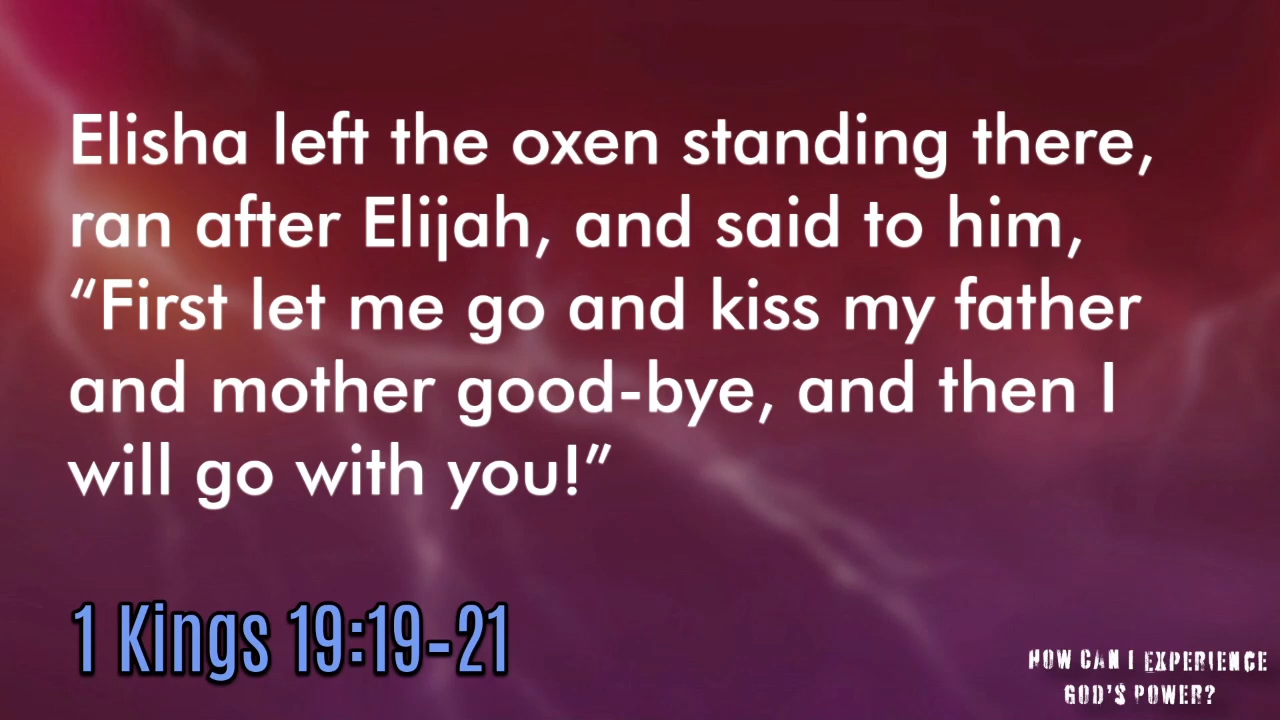 Elisha left the oxen standing there,
ran after Elijah, and said to him,
“First let me go and kiss my father
and mother good-bye, and then I
will go with you!”
1 Kings 19:19-21
HOW CAN I EXPERIENCE
GOD'S POWER?